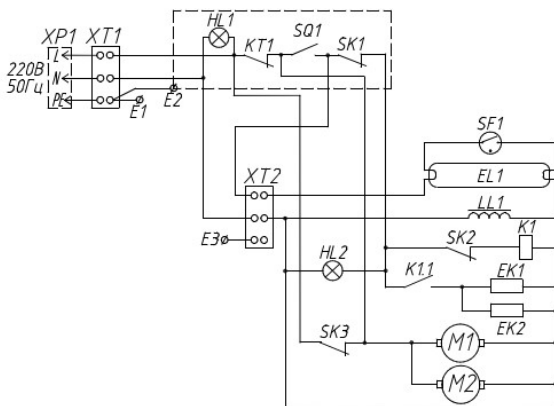 HL1
XP1 XT1 KT1 SQ1 SK1
L
220В N
50Гц
PE E1 E2
SF1
EL1
XT2
LL1
K1
SK2
E3 HL2
K1.1 EK1
EK2
SK3
M1
M2